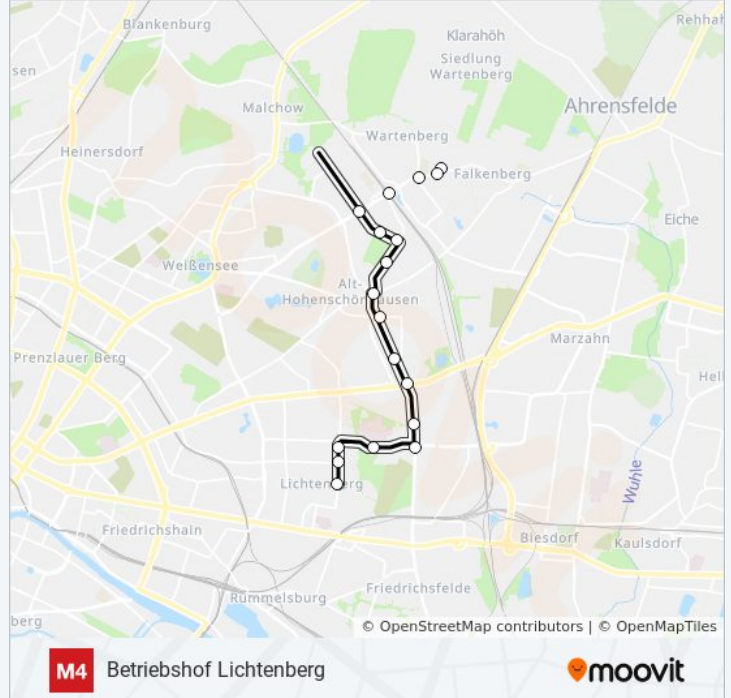 Blankenburg
Rehhah
Klarahöh
sen
Siedlung
Wartenberg
Malchow
Ahrensfelde
Wartenberg
Heinersdorf
Falkenberg
Eiche
Weißensee
Alt-
Hohenschönhausen
Marzahn
Prenzlauer Berg
Hell
Wuhle
Lichtenberg
Friedrichshain
Biesdorf
Kaulsdorf
Friedrichsfelde
Rummelsburg
berg
© OpenStreetMap contributors | © OpenMapTiles
M4 Betriebshof Lichtenberg
moovit